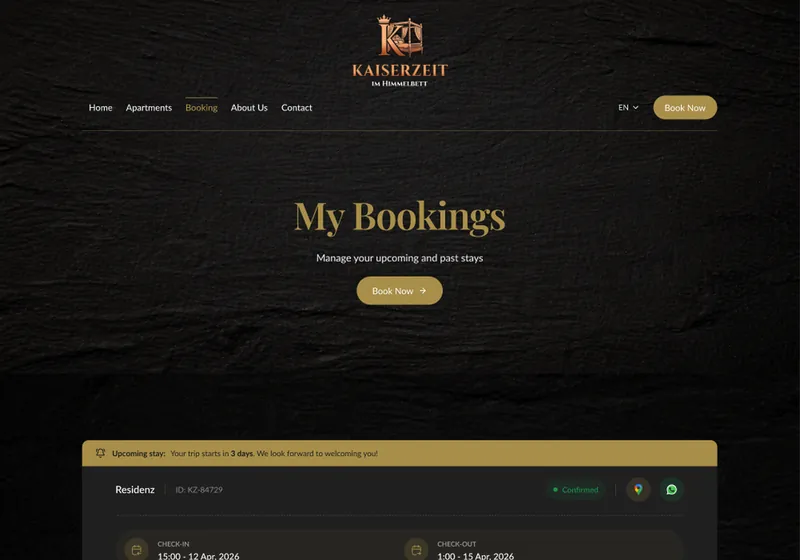 KAISERZEIT
IM HIMMELBETT
Home Apartments Booking About Us Contact EN Book Now
My Bookings
Manage your upcoming and past stays
Book Now
Upcoming stay: Your trip starts in 3 days. We look forward to welcoming you!
Residenz ID: KZ-84729 Confirmed
CHECK-IN CHECK-OUT
15:00 - 12 Apr, 2026 1:00 - 15 Apr, 2026